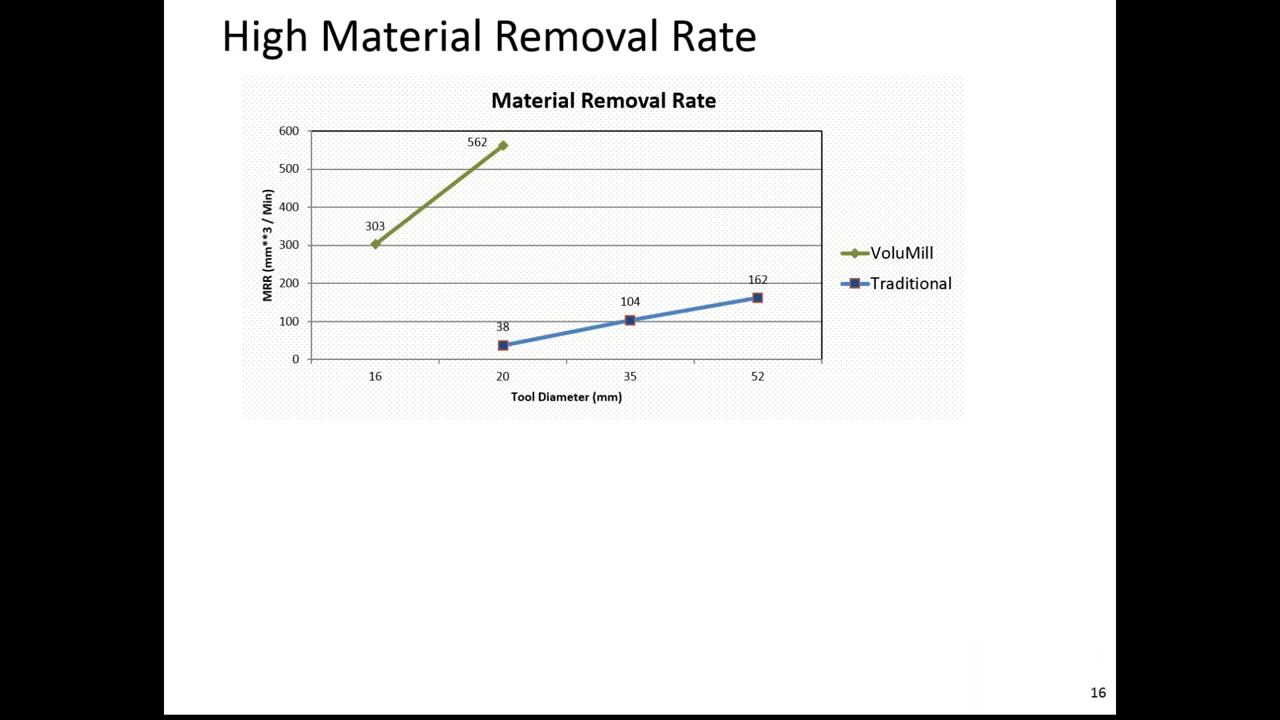 High Material Removal Rate
Material Removal Rate
600
500
400
300
200
100
0
MRR (mm**3 / Min)
562
303
38
104
162
16
20
35
52
Tool Diameter (mm)
VoluMill
Traditional
16